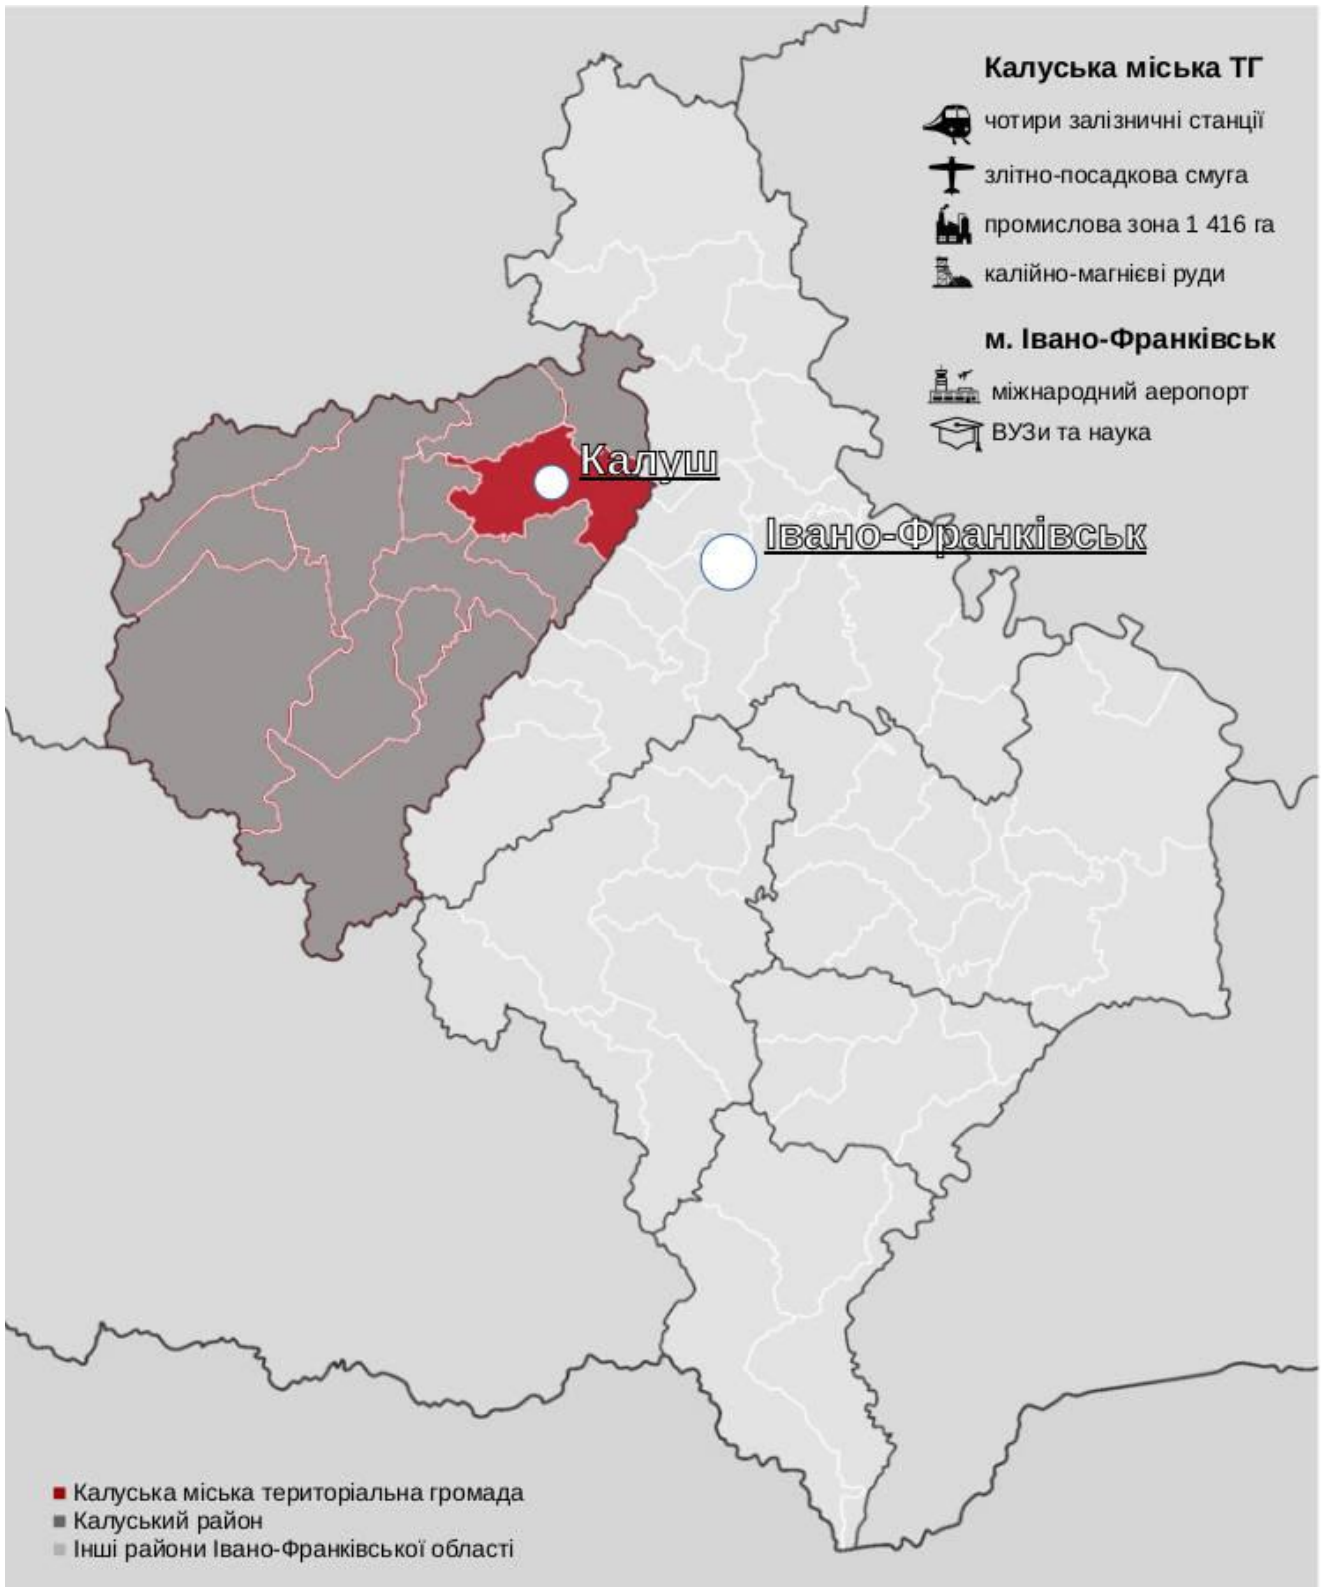 Калуська міська ТГ
чотири залізничні станції
злітно-посадкова смуга
промислова зона 1 416 га
калійно-магнієві руди
м. Івано-Франківськ
міжнародний аеропорт
ВУЗи та наука
Калуш
Івано-Франківськ
Калуська міська територіальна громада
Калуський район
Інші райони Івано-Франківської області